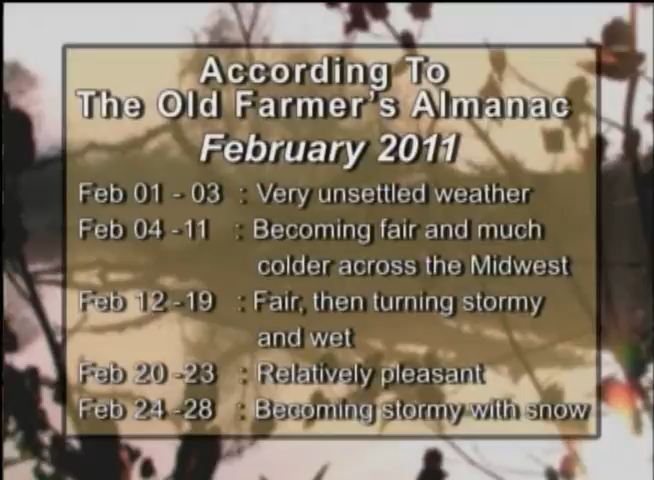 According To
The Old Farmer's Almanac
February 2011
Feb 01 - 03 : Very unsettled weather
Feb 04 -11 : Becoming fair and much
colder across the Midwest
Feb 12 -19 : Fair, then turning stormy
and wet
Feb 20 -23 : Relatively pleasant
Feb 24 -28 : Becoming stormy with snow